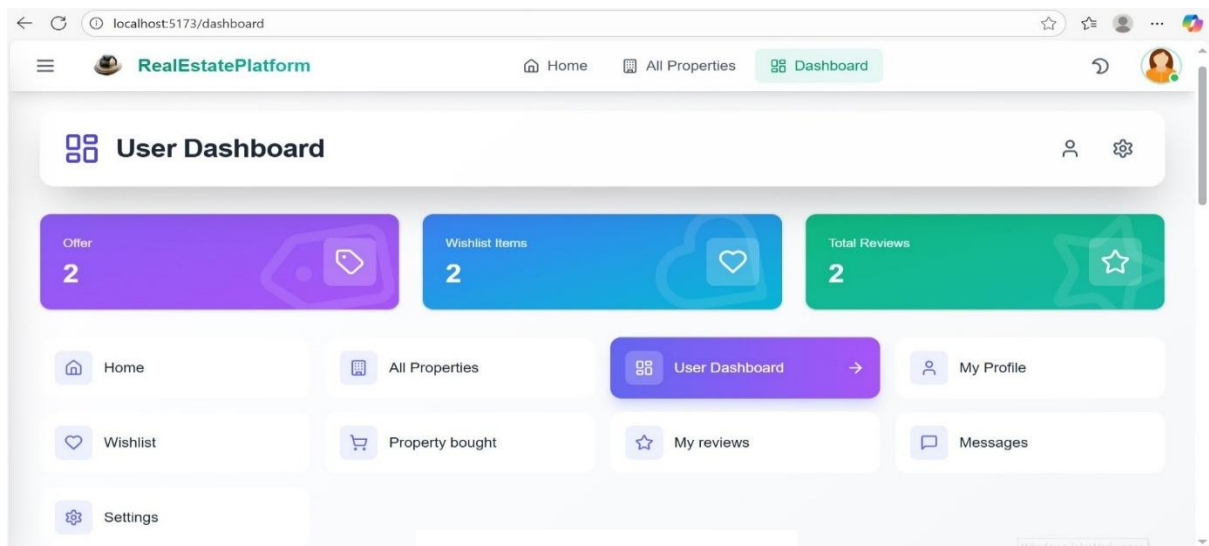 localhost:5173/dashboard
RealEstatePlatform Home All Properties Dashboard
User Dashboard
Offer Wishlist Items Total Reviews
2 2 2
Home All Properties User Dashboard My Profile
Wishlist Property bought My reviews Messages
Settings